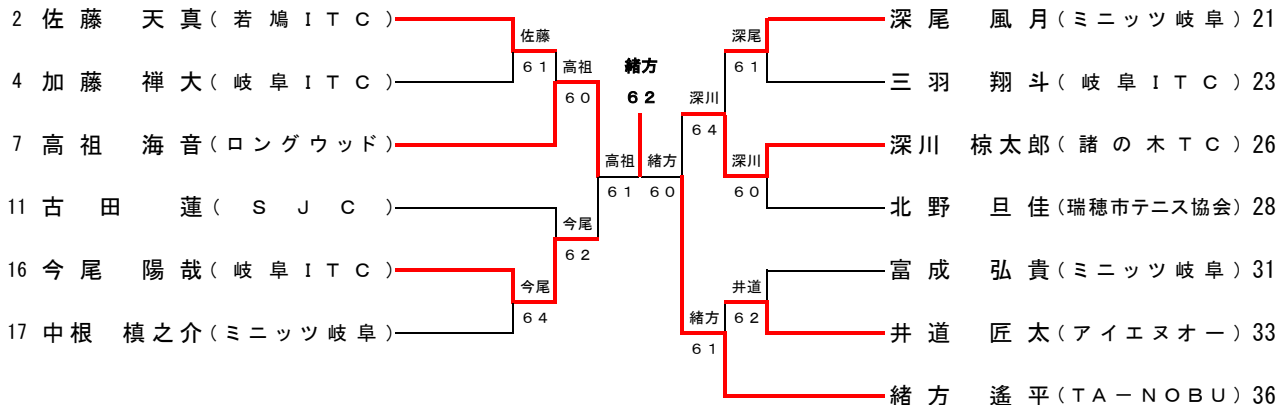 2 佐藤 天真(若鳩ITC)
佐藤
61
4 加藤 禅大(岐阜ITC)
高祖
60
7 高祖 海音(ロングウッド)
高祖
61
11 古田 蓮(SJC)
今尾
62
16 今尾 陽哉(岐阜ITC)
今尾
64
17 中根 槙之介(ミニッツ岐阜)
緒方
62
深尾 風月(ミニッツ岐阜) 21
深尾
61
三羽 翔斗(岐阜ITC) 23
深川
64
深川 椋太郎(諸の木TC) 26
深川
60
北野 旦佳(瑞穂市テニス協会) 28
緒方
60
富成 弘貴(ミニッツ岐阜) 31
井道
62
井道 匠太(アイエヌオー) 33
緒方
61
緒方 遙平(TA-NOBU) 36